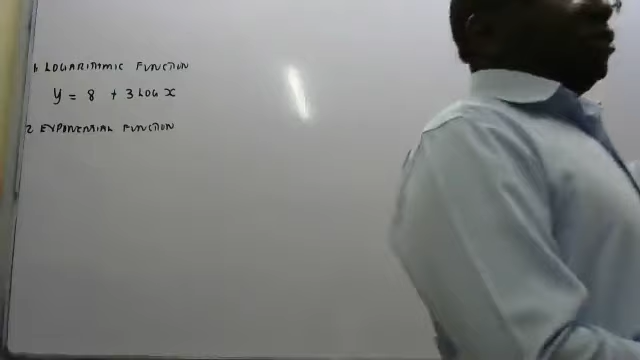 1 LOGARITHMIC FUNCTION
y = 8 + 3 LOG x
2 EXPONENTIAL FUNCTION